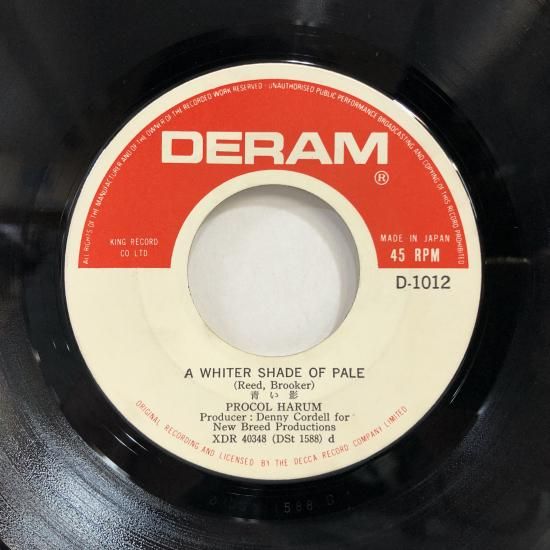 ALL RIGHTS OF THE MANUFACTURER AND OF THE OWNER OF THE RECORDED WORK RESERVED : UNAUTHORISED PUBLIC PERFORMANCE BROADCASTING AND COPYING OF THIS RECORD PROHIBITED
DERAM®
KING RECORD
CO LTD.
MADE IN JAPAN
45 RPM
D-1012
A WHITER SHADE OF PALE
(Reed, Brooker)
青い影
PROCOL HARUM
Producer : Denny Cordell for
New Breed Productions
XDR 40348 (DSt 1588) d
ORIGINAL RECORDING AND LICENSED BY THE DECCA RECORD COMPANY LIMITED